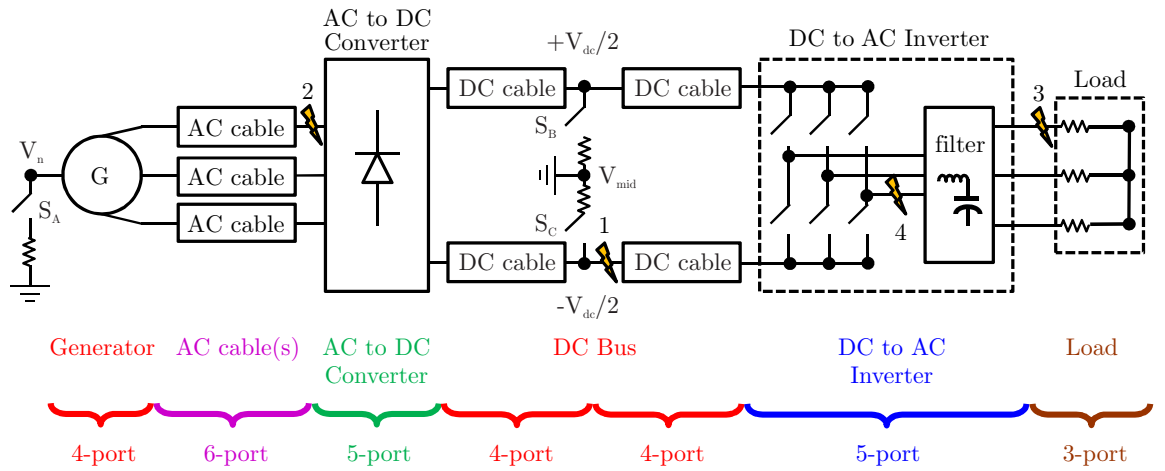 AC to DC
Converter
+V_dc/2
DC to AC Inverter
Load
2
DC cable
DC cable
3
AC cable
S_B
filter
V_n
G
AC cable
V_mid
S_A
AC cable
S_C
1
4
DC cable
DC cable
-V_dc/2
Generator
AC cable(s)
AC to DC
Converter
DC Bus
DC to AC
Inverter
Load
4-port
6-port
5-port
4-port
4-port
5-port
3-port